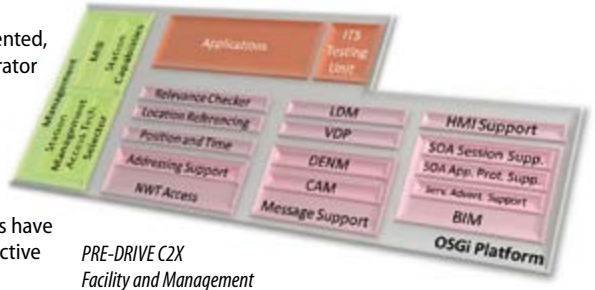 ented,
rator
s have
ctive
Management
MIB
Station
Capabilities
Station
Management
Access Tech.
Selector
Applications
ITS
Testing
Unit
Relevance Checker
Location Referencing
Position and Time
Addressing Support
NWT Access
LDM
VDP
DENM
CAM
Message Support
HMI Support
SOA Session Supp.
SOA App. Prot. Supp.
Serv. Advert. Support
BIM
OSGi Platform
PRE-DRIVE C2X
Facility and Management